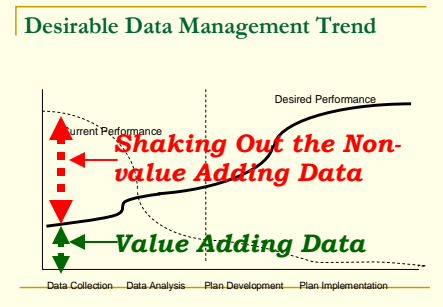 Desirable Data Management Trend
Desired Performance
Current Performance
Shaking Out the Non-
value Adding Data
Value Adding Data
Data Collection Data Analysis Plan Development Plan Implementation